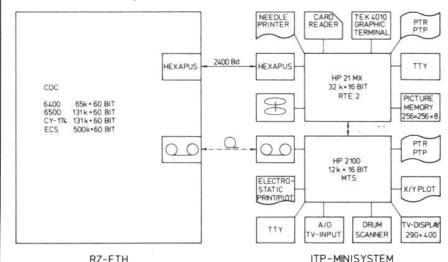 NEEDLE
PRINTER
CARD
READER
TEK 4010
GRAPHIC
TERMINAL
PTR
PTP
HEXAPUS
2400 Bd
HEXAPUS
HP 21 MX
32 k * 16 BIT
RTE 2
TTY
PICTURE
MEMORY
256×256×8
CDC
6400 65k * 60 BIT
6500 131k * 60 BIT
CY-174 131k * 60 BIT
ECS 500k * 60 BIT
HP 2100
12 k * 16 BIT
MTS
PTR
PTP
ELECTRO-
STATIC
PRINT/PLOT
X/Y PLOT
TTY
A/D
TV-INPUT
DRUM
SCANNER
TV-DISPLAY
290 × 400
RZ-ETH
ITP-MINISYSTEM